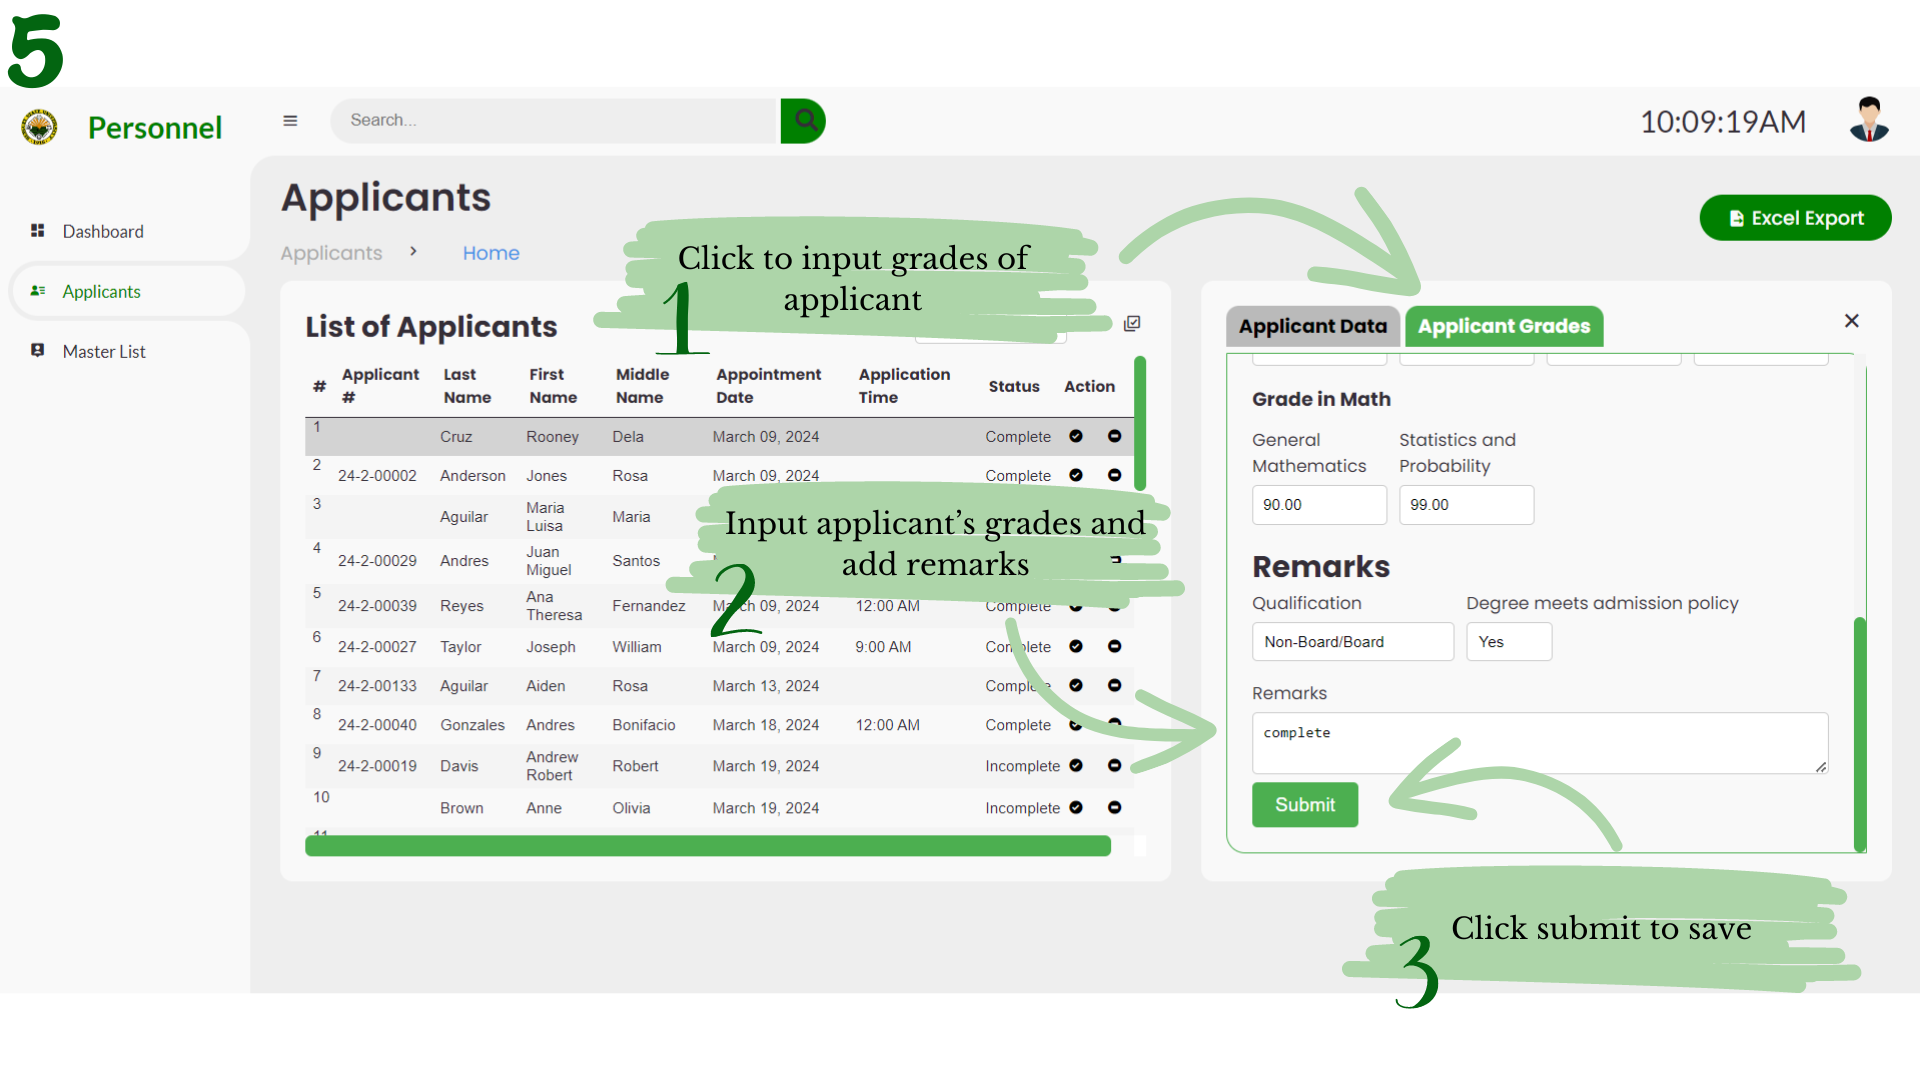 5
Personnel
Search...
10:09:19AM
Dashboard
Applicants
Master List
Applicants
Applicants > Home
Excel Export
Click to input grades of
applicant
1
List of Applicants
# Applicant # Last Name First Name Middle Name Appointment Date Application Time Status Action
1 Cruz Rooney Dela March 09, 2024 Complete
2 24-2-00002 Anderson Jones Rosa March 09, 2024 Complete
3 Aguilar Maria Luisa Maria
4 24-2-00029 Andres Juan Miguel Santos
5 24-2-00039 Reyes Ana Theresa Fernandez March 09, 2024 12:00 AM Complete
6 24-2-00027 Taylor Joseph William March 09, 2024 9:00 AM Complete
7 24-2-00133 Aguilar Aiden Rosa March 13, 2024 Complete
8 24-2-00040 Gonzales Andres Bonifacio March 18, 2024 12:00 AM Complete
9 24-2-00019 Davis Andrew Robert Robert March 19, 2024 Incomplete
10 Brown Anne Olivia March 19, 2024 Incomplete
11
Input applicant's grades and
add remarks
2
Applicant Data Applicant Grades
Grade in Math
General Mathematics Statistics and Probability
90.00 99.00
Remarks
Qualification Degree meets admission policy
Non-Board/Board Yes
Remarks
complete
Submit
Click submit to save
3